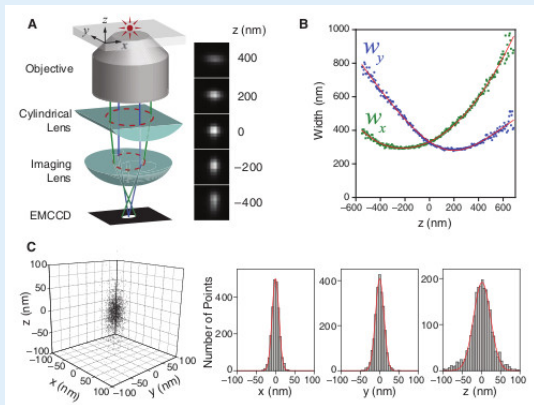 A
z
y
x
Objective
Cylindrical
Lens
Imaging
Lens
EMCCD
z (nm)
400
200
0
−200
−400
B
1000
800
600
400
200
0
Width
(nm)
w_y
w_x
−600 −400 −200 0 200 400 600
z (nm)
C
100
50
0
−50
−100
z (nm)
−100
−50
0
50
100
x (nm)
−100
−50
0
50
100
y (nm)
Number of Points
400
200
0
−100 −50 0 50 100
x (nm)
400
200
0
−100 −50 0 50 100
y (nm)
200
100
0
−100 −50 0 50 100
z (nm)